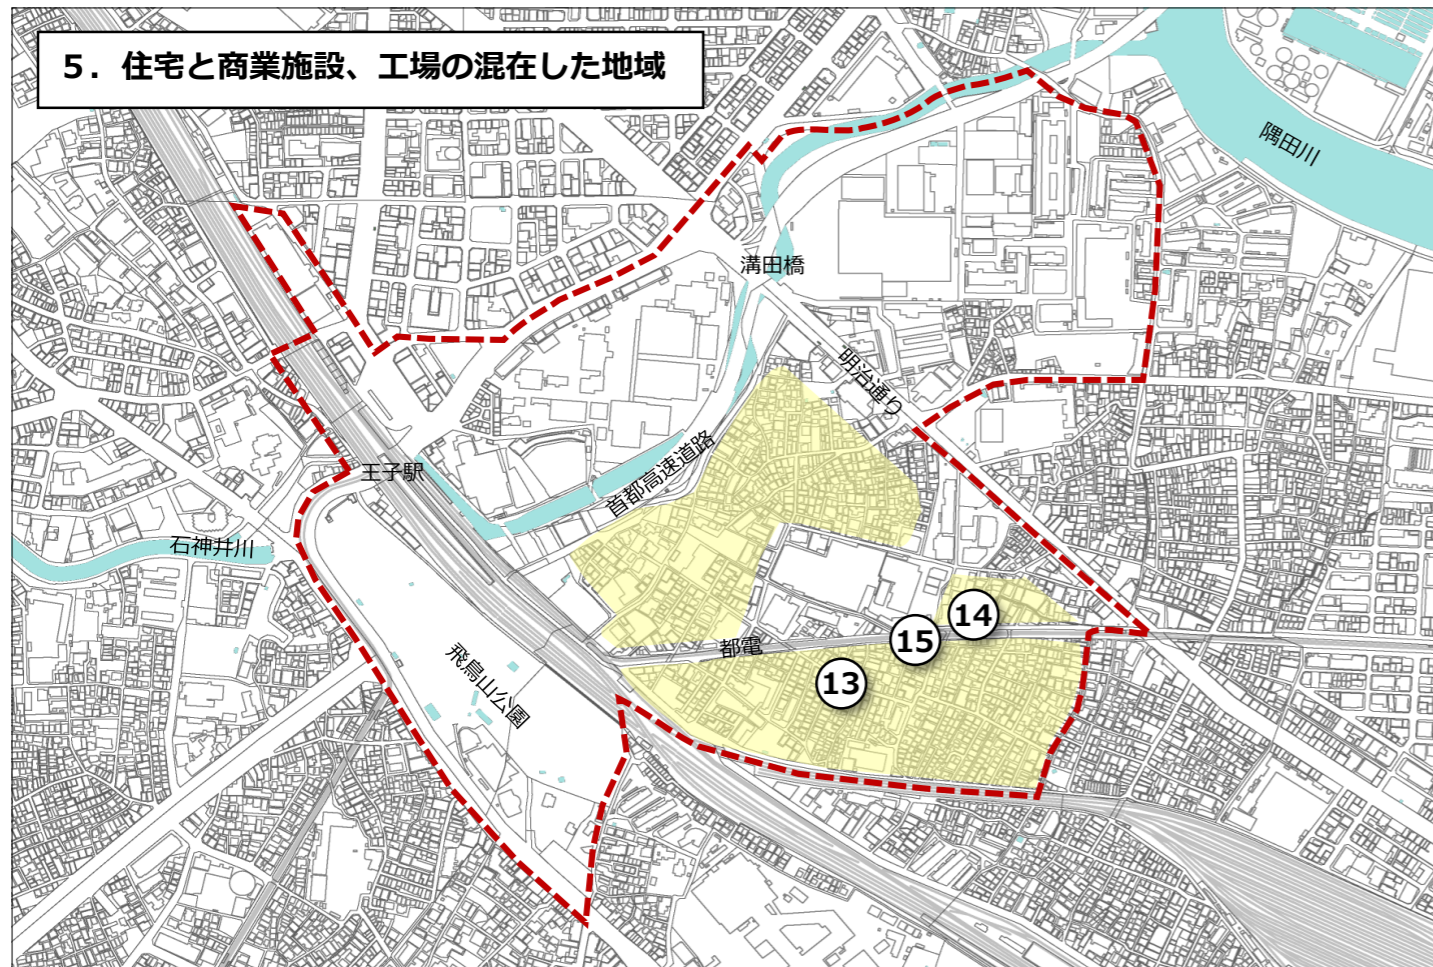 5．住宅と商業施設、工場の混在した地域
隅田川
溝田橋
明治通り
首都高速道路
王子駅
石神井川
都電
飛鳥山公園
14
15
13